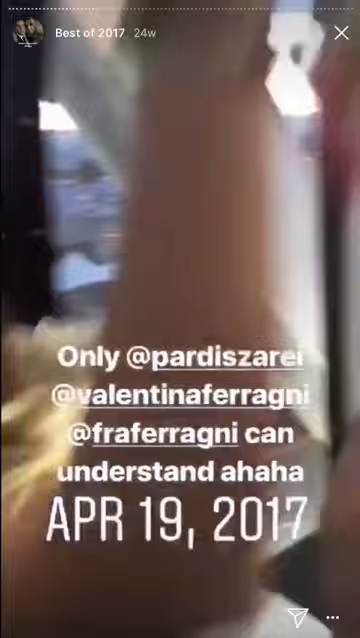 Best of 2017 24w
Only @pardiszarei
@valentinaferragni
@fraferragni can
understand ahaha
APR 19, 2017